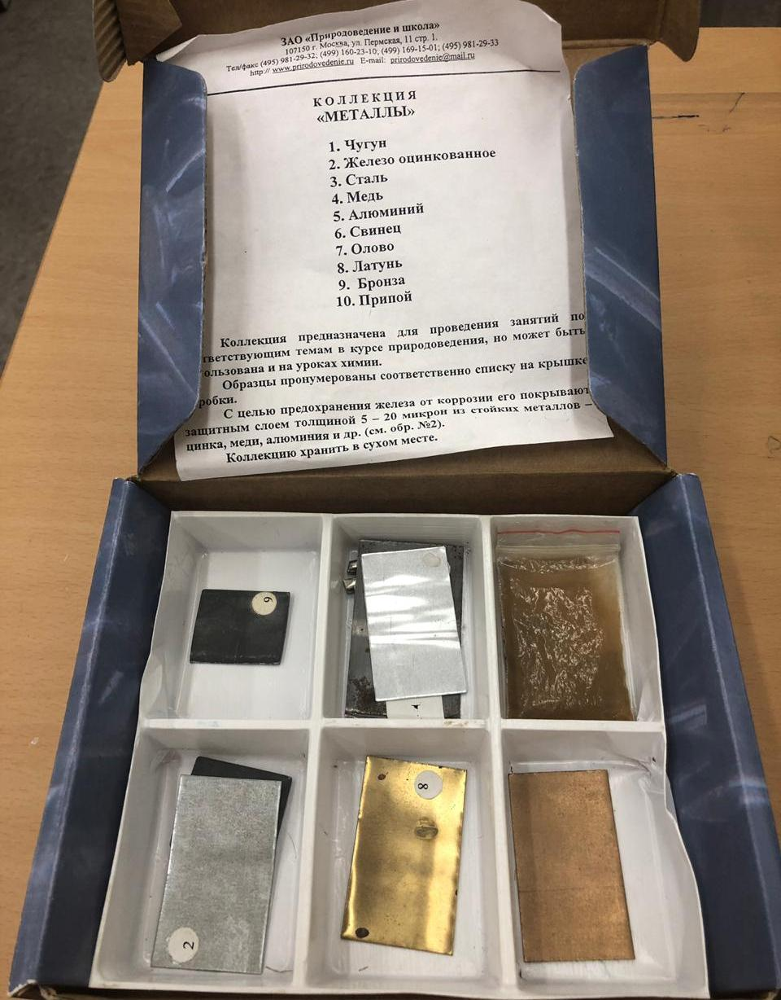 ЗАО «Природоведение и школа»
107150 г. Москва, ул. Пермская, 11 стр. 1.
Тел/факс (495) 981-29-32; (499) 160-23-10; (499) 169-15-01; (495) 981-29-33
http:// www.prirodovedenie.ru E-mail: prirodovedenie@mail.ru
КОЛЛЕКЦИЯ
«МЕТАЛЛЫ»
1. Чугун
2. Железо оцинкованное
3. Сталь
4. Медь
5. Алюминий
6. Свинец
7. Олово
8. Латунь
9. Бронза
10. Припой
Коллекция предназначена для проведения занятий по
тветствующим темам в курсе природоведения, но может быть
ользована и на уроках химии.
Образцы пронумерованы соответственно списку на крышке
робки.
С целью предохранения железа от коррозии его покрывают
защитным слоем толщиной 5 – 20 микрон из стойких металлов –
цинка, меди, алюминия и др. (см. обр. №2).
Коллекцию хранить в сухом месте.
9
8
2